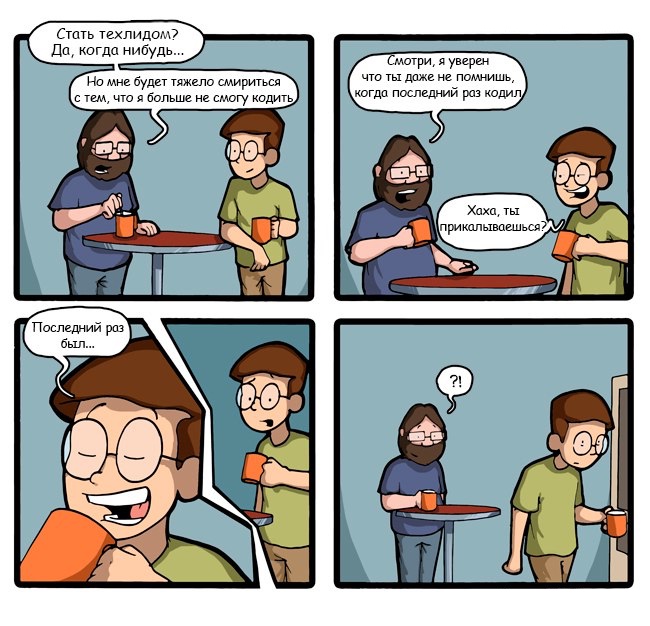 Стать техлидом?
Да, когда нибудь...
Но мне будет тяжело смириться
с тем, что я больше не смогу кодить
Смотри, я уверен
что ты даже не помнишь,
когда последний раз кодил
Хаха, ты
прикалываешься?
Последний раз
был...
?!